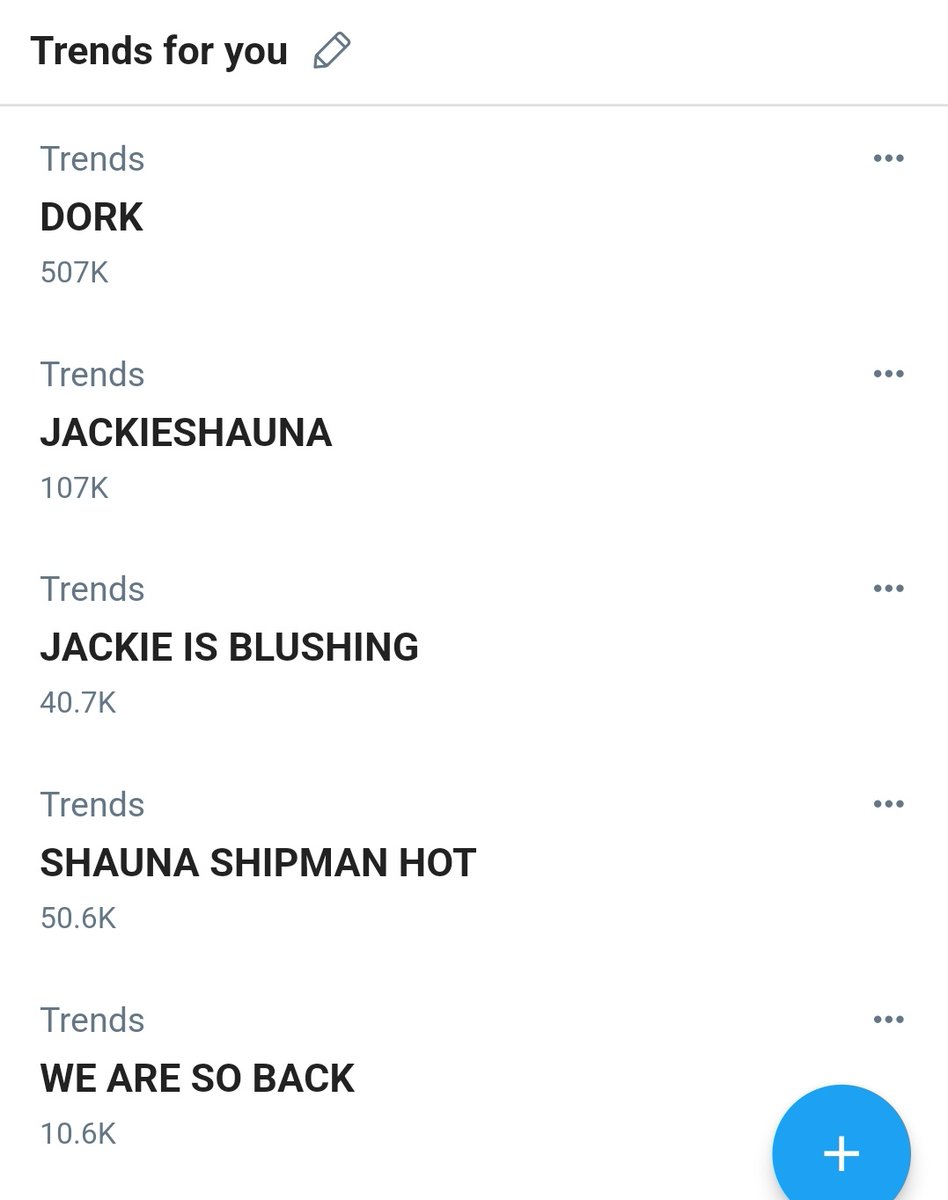 Trends for you
Trends
DORK
507K
Trends
JACKIESHAUNA
107K
Trends
JACKIE IS BLUSHING
40.7K
Trends
SHAUNA SHIPMAN HOT
50.6K
Trends
WE ARE SO BACK
10.6K